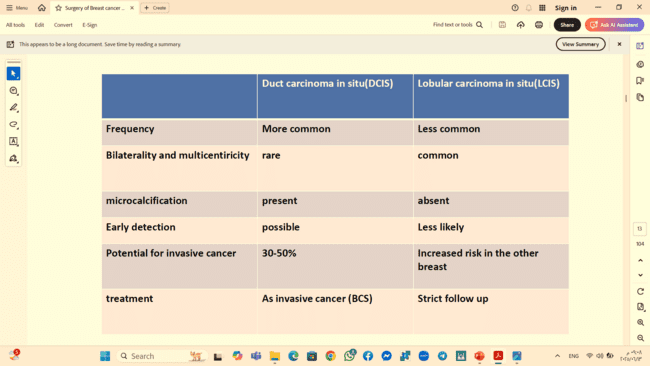 Menu
Surgery of Breast cancer ...
Create
Sign in
All tools Edit Convert E-Sign
Find text or tools
Share
Ask AI Assistant
This appears to be a long document. Save time by reading a summary.
View Summary
Duct carcinoma in situ(DCIS) Lobular carcinoma in situ(LCIS)
Frequency More common Less common
Bilaterality and multicentiricity rare common
microcalcification present absent
Early detection possible Less likely
Potential for invasive cancer 30-50% Increased risk in the other
breast
treatment As invasive cancer (BCS) Strict follow up
13
104
Search
ENG